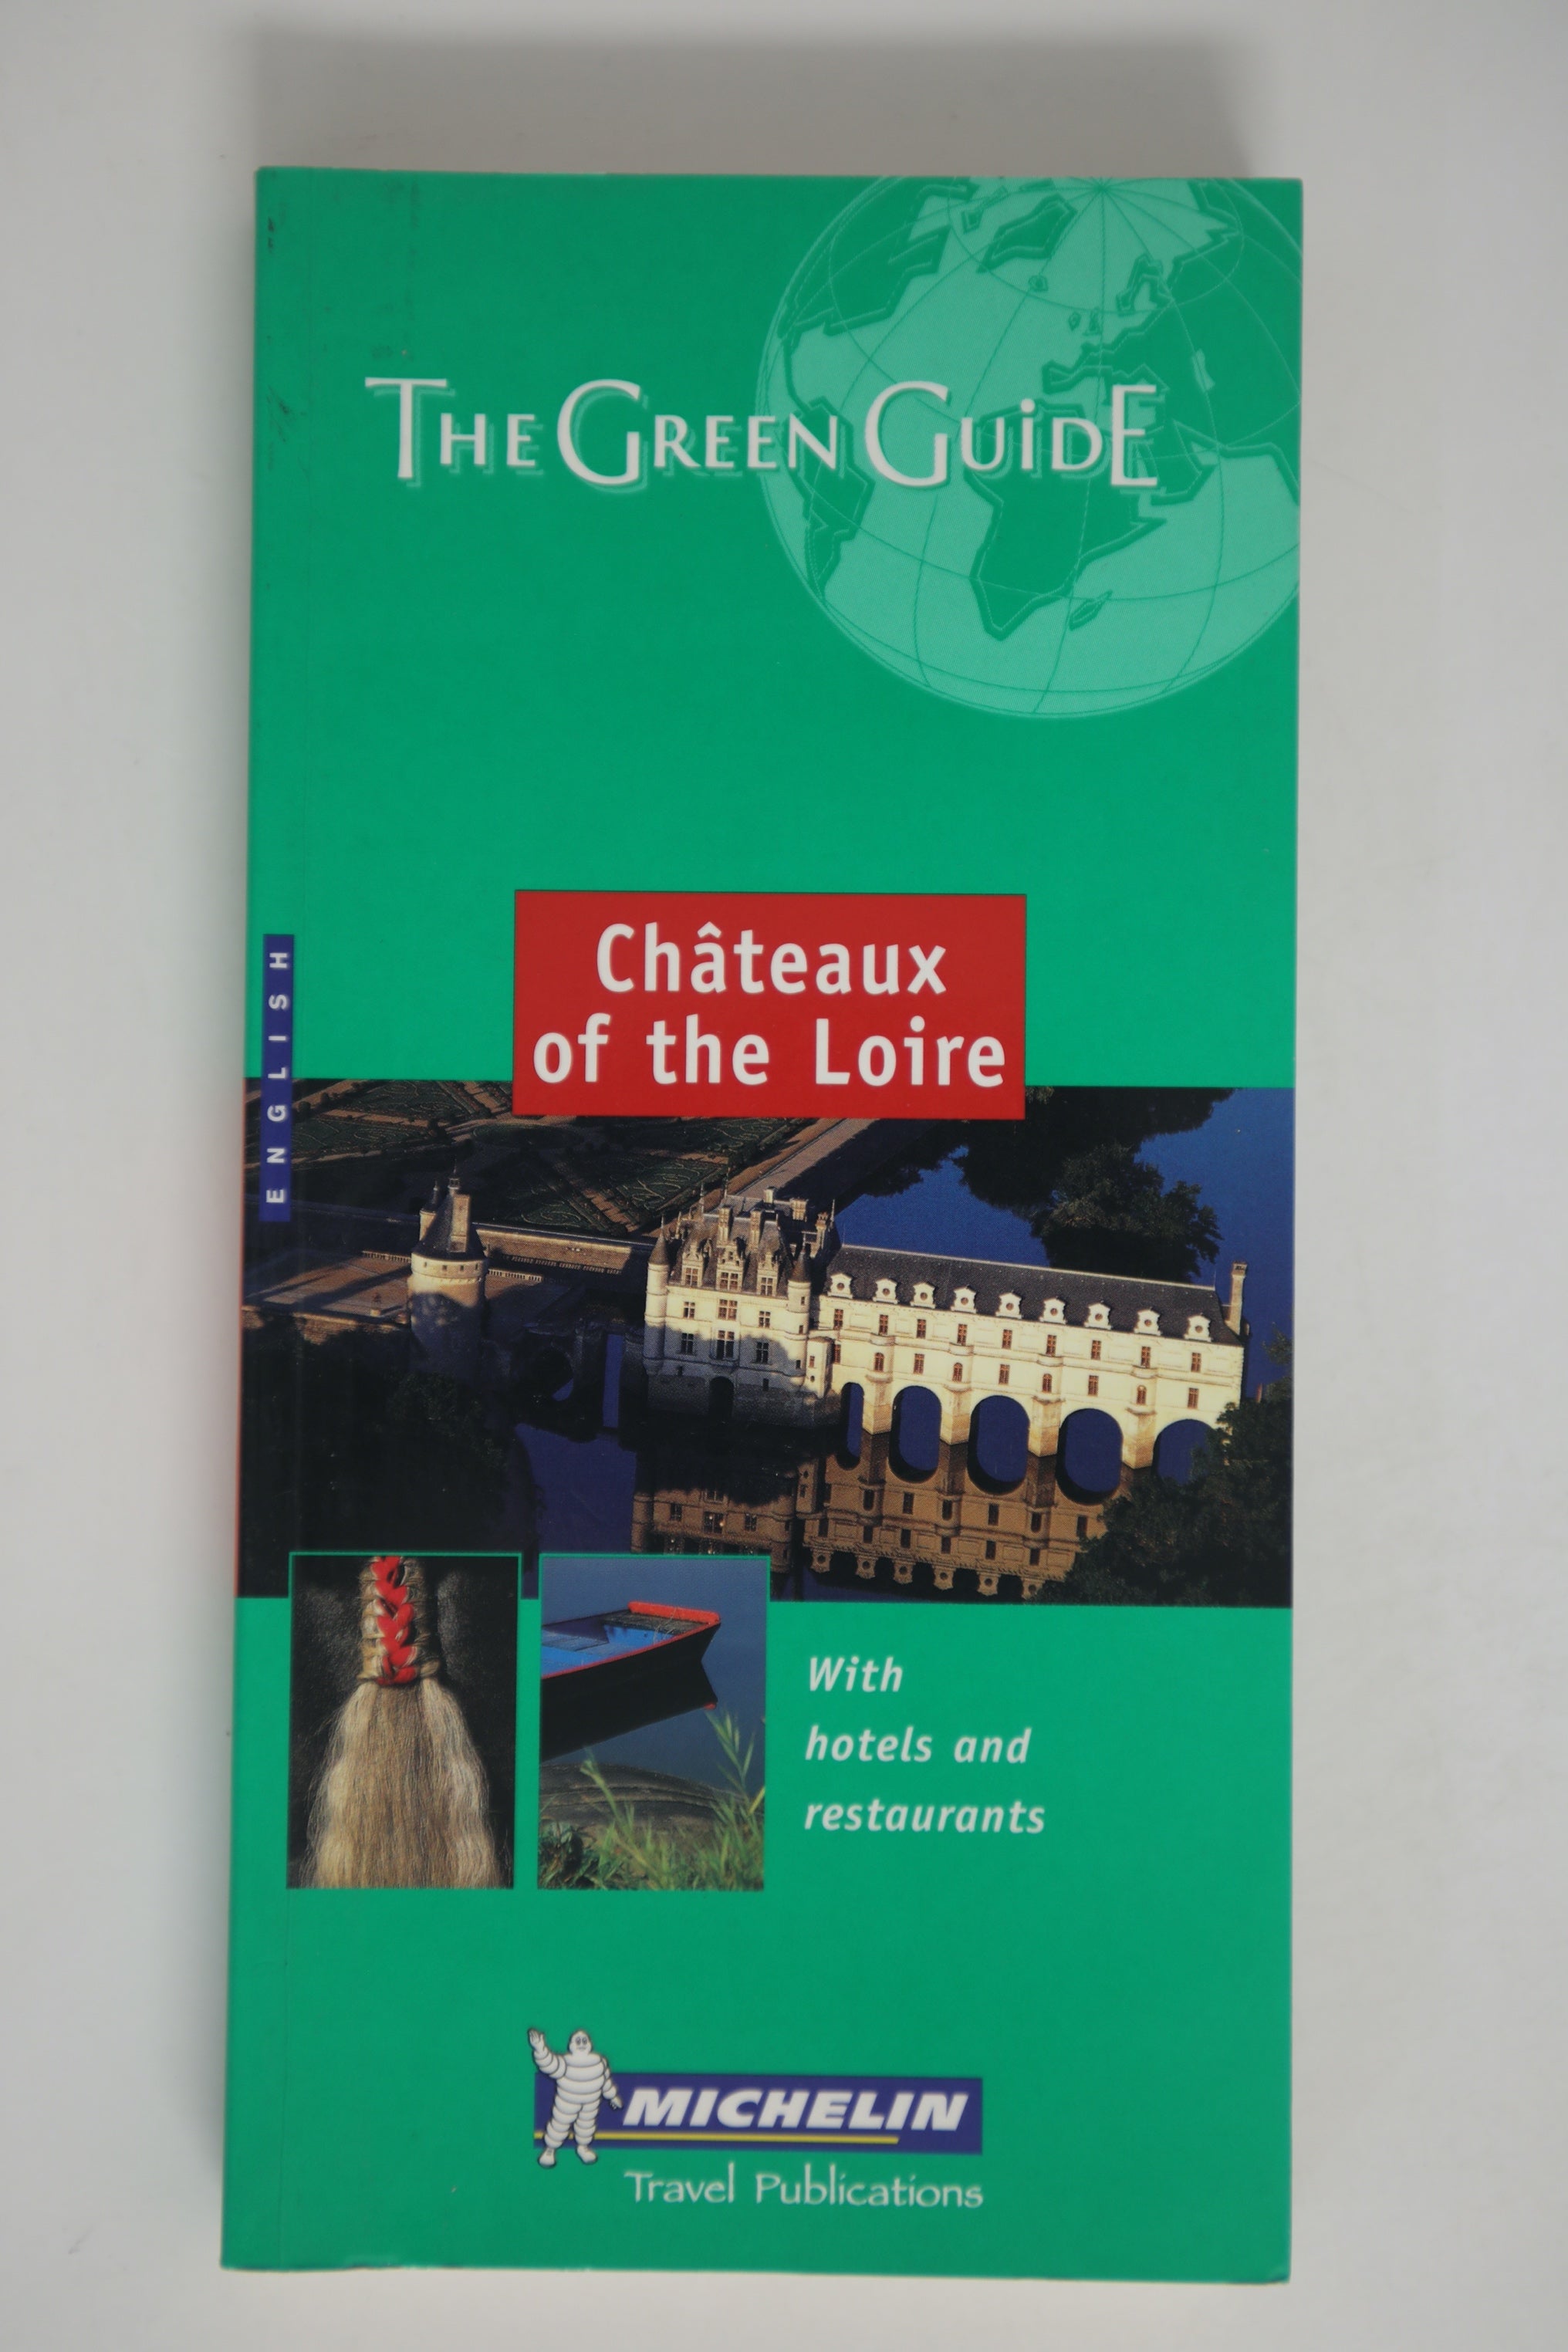 THE GREEN GUIDE
Châteaux
of the Loire
ENGLISH
With
hotels and
restaurants
MICHELIN
Travel Publications